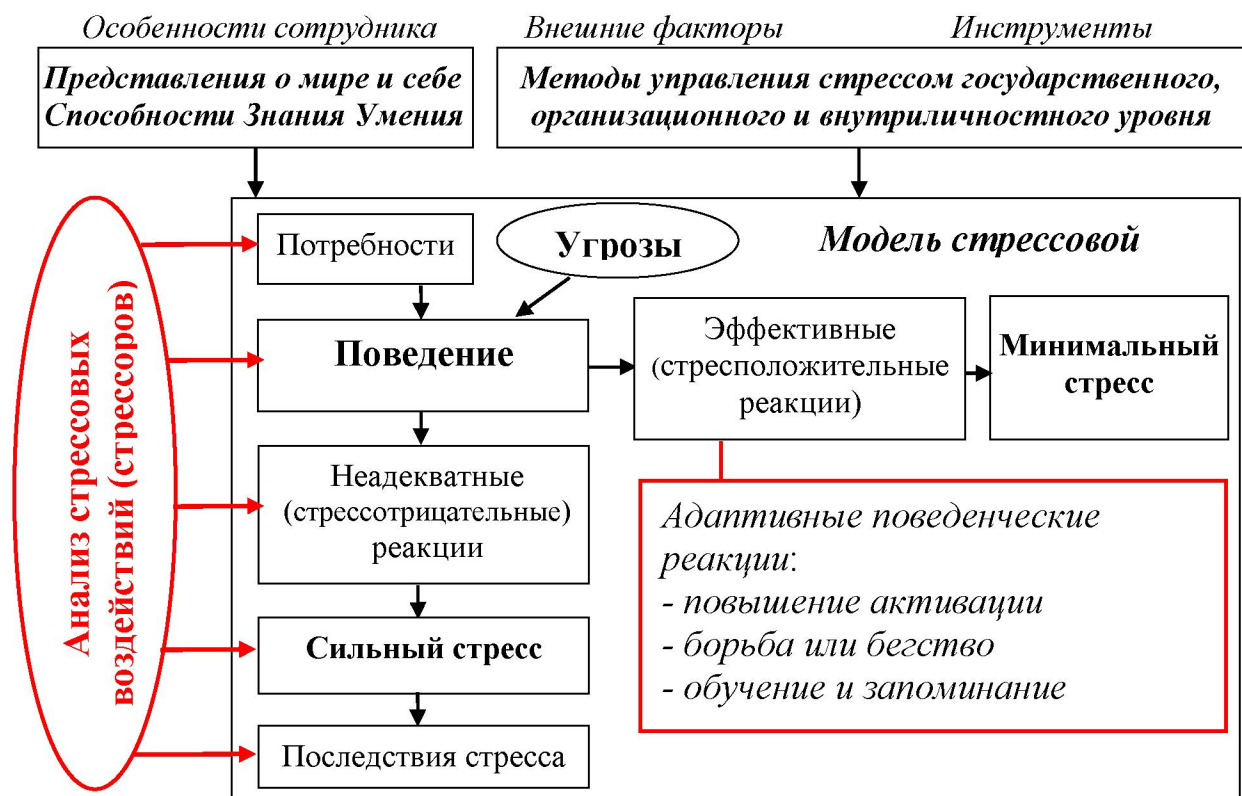 Особенности сотрудника
Внешние факторы
Инструменты
Представления о мире и себе
Способности Знания Умения
Методы управления стрессом государственного,
организационного и внутриличностного уровня
Анализ стрессовых
воздействий (стрессоров)
Модель стрессовой
Потребности
Угрозы
Поведение
Эффективные
(стресположительные
реакции)
Минимальный
стресс
Неадекватные
(стрессотрицательные)
реакции
Адаптивные поведенческие
реакции:
- повышение активации
- борьба или бегство
- обучение и запоминание
Сильный стресс
Последствия стресса